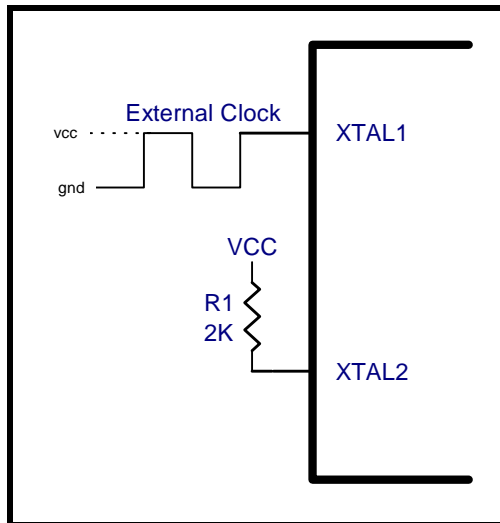 External Clock
vcc
XTAL1
gnd
VCC
R1
2K
XTAL2